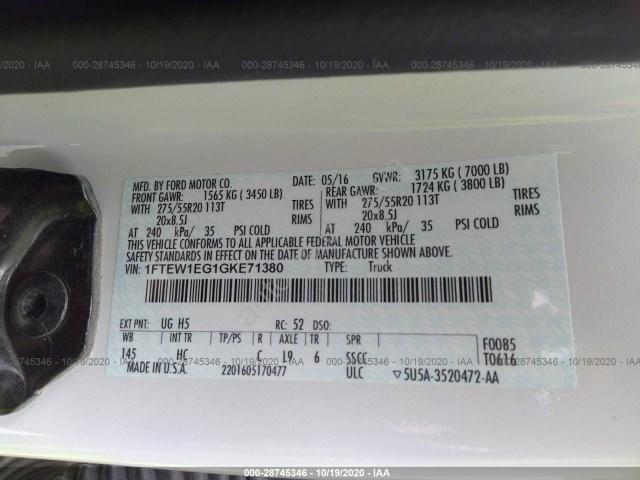 000-28745346 - 10/19/2020 - IAA
MFD. BY FORD MOTOR CO. DATE: 05/16 GVWR: 3175 KG ( 7000 LB)
FRONT GAWR: 1565 KG ( 3450 LB) REAR GAWR: 1724 KG ( 3800 LB)
WITH 275/55R20 113T TIRES WITH 275/55R20 113T TIRES
20x8.5J RIMS 20x8.5J RIMS
AT 240 kPa/ 35 PSI COLD AT 240 kPa/ 35 PSI COLD
THIS VEHICLE CONFORMS TO ALL APPLICABLE FEDERAL MOTOR VEHICLE
SAFETY STANDARDS IN EFFECT ON THE DATE OF MANUFACTURE SHOWN ABOVE.
VIN: 1FTEW1EG1GKE71380 TYPE: Truck
EXT PNT: UG H5 RC: 52 DSO:
WB INT TR TP/PS R AXLE TR SPR F0085
145 HC C L9 6 SSCC T0616
MADE IN U.S.A. 2201605170477 ULC ▽5U5A-3520472-AA
000-28745346 - 10/19/2020 - IAA